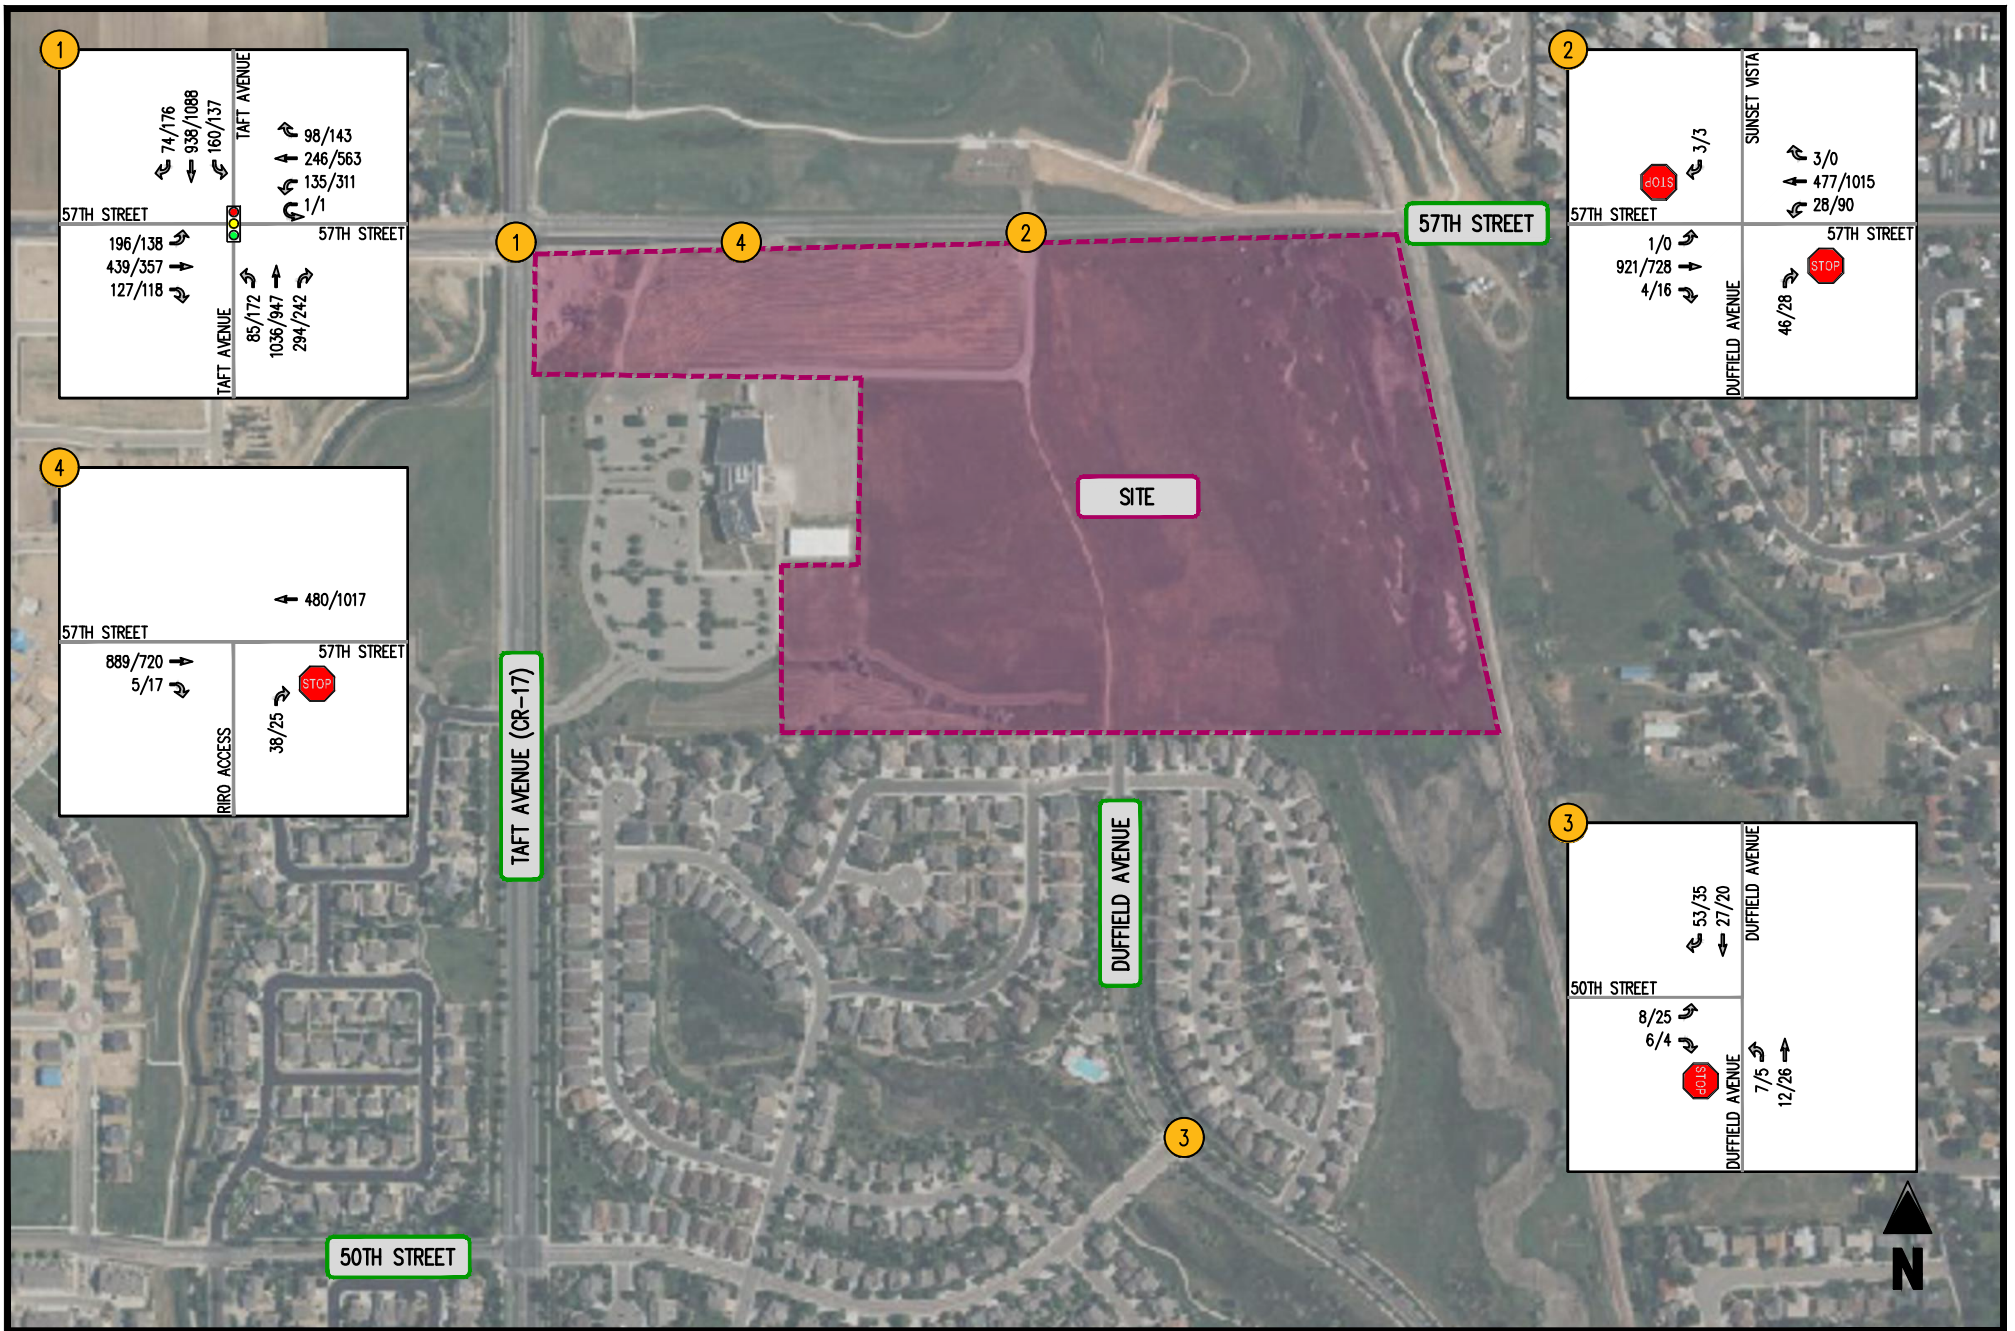 1
TAFT AVENUE
74/176
938/1088
160/137
98/143
246/563
135/311
1/1
57TH STREET
57TH STREET
196/138
439/357
127/118
85/172
1036/947
294/242
TAFT AVENUE
2
SUNSET VISTA
3/3
STOP
3/0
477/1015
28/90
57TH STREET
57TH STREET
1/0
921/728
4/16
STOP
46/28
DUFFIELD AVENUE
1
4
2
57TH STREET
4
480/1017
57TH STREET
57TH STREET
889/720
5/17
STOP
38/25
RIRO ACCESS
SITE
TAFT AVENUE (CR-17)
DUFFIELD AVENUE
3
DUFFIELD AVENUE
53/35
27/20
50TH STREET
8/25
6/4
STOP
7/5
12/26
DUFFIELD AVENUE
3
50TH STREET
N